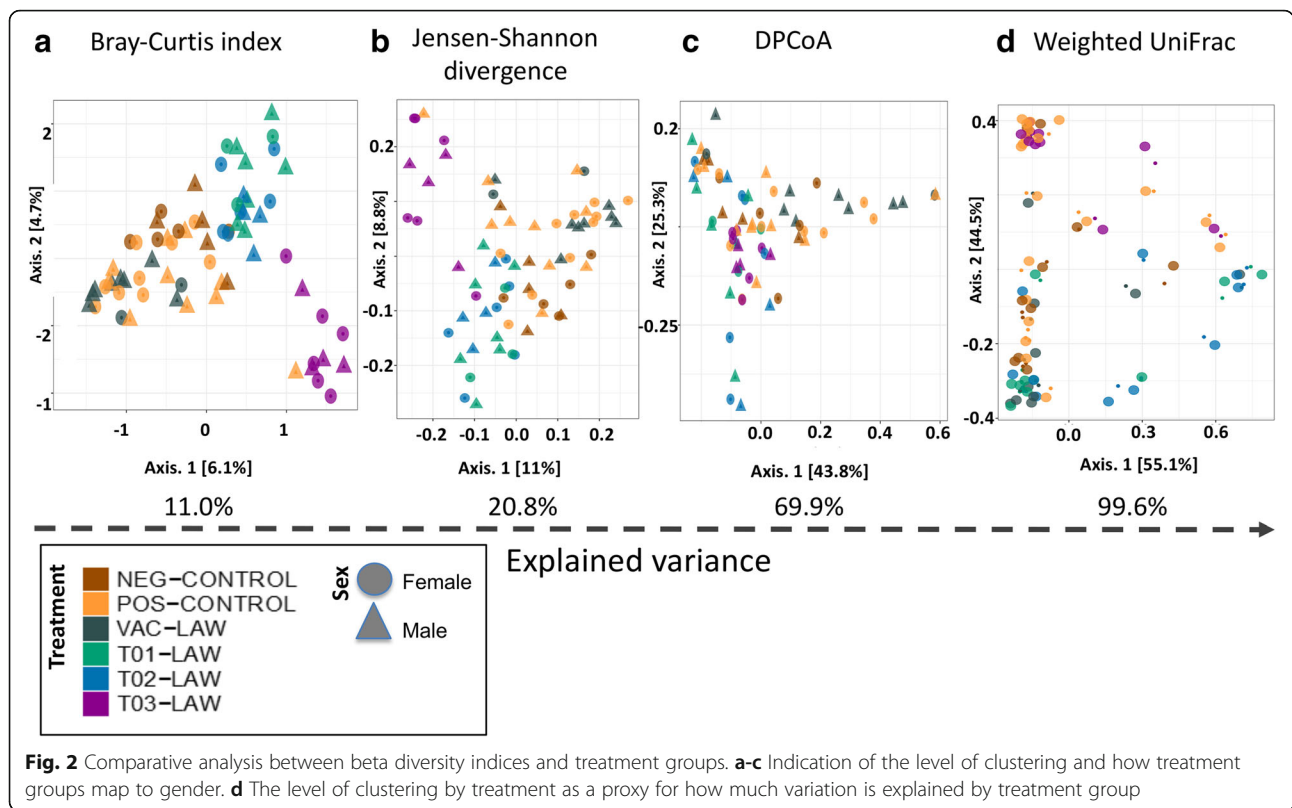 a Bray-Curtis index
b Jensen-Shannon
divergence
c DPCoA
d Weighted UniFrac
Axis. 2 [4.7%]
2
-2
-1
-1
0
1
Axis. 1 [6.1%]
11.0%
Axis. 2 [8.8%]
0.2
-0.1
-0.2
-0.2
-0.1
0.0
0.1
0.2
Axis. 1 [11%]
20.8%
Axis. 2 [25.3%
0.2
-0.25
0.0
0.2
0.4
0.6
Axis. 1 [43.8%]
69.9%
Axis. 2 [44.5%]
0.4
-0.2
-0.4
0.0
0.3
0.6
Axis. 1 [55.1%]
99.6%
Explained variance
Treatment
NEG−CONTROL
POS−CONTROL
VAC−LAW
T01−LAW
T02−LAW
T03−LAW
Sex
Female
Male
Fig. 2 Comparative analysis between beta diversity indices and treatment groups. a-c Indication of the level of clustering and how treatment
groups map to gender. d The level of clustering by treatment as a proxy for how much variation is explained by treatment group